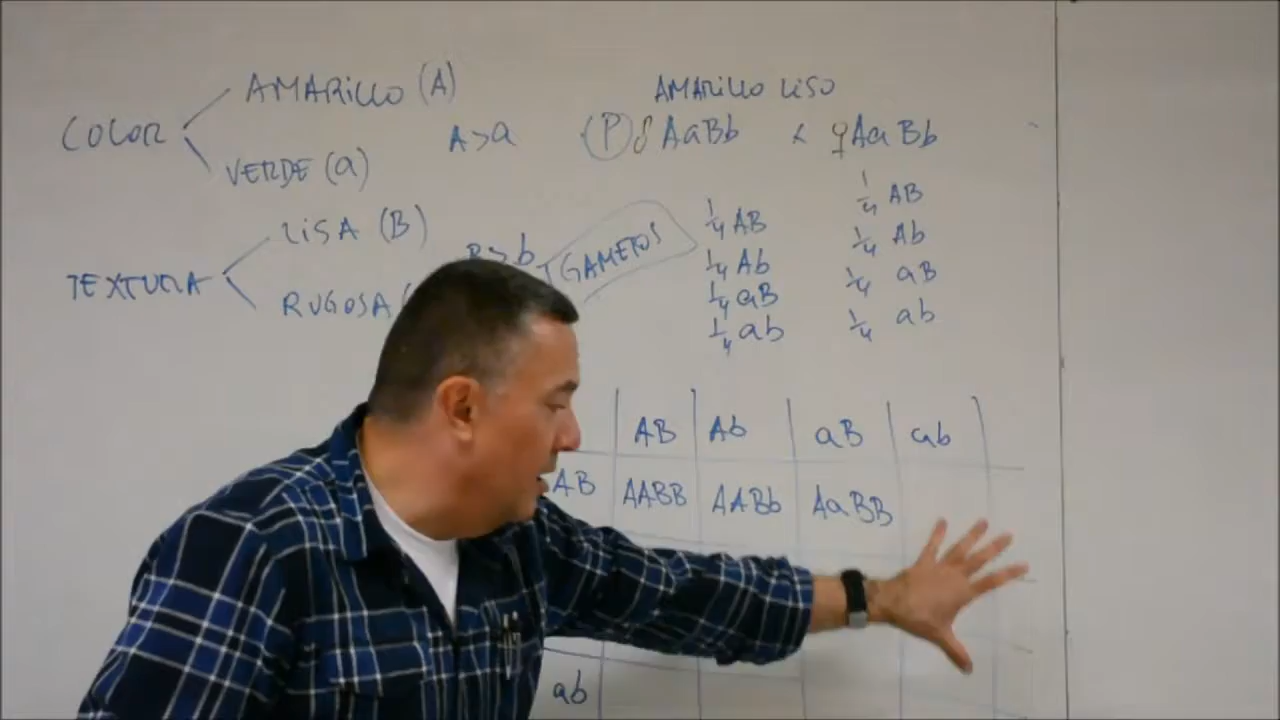 COLOR
AMARILLO (A)
VERDE (a)
A>a
TEXTURA
LISA (B)
RUGOSA (
B>b
AMARILLO LISO
(P) ♂ AaBb × ♀ AaBb
GAMETOS
1/4 AB 1/4 AB
1/4 Ab 1/4 Ab
1/4 aB 1/4 aB
1/4 ab 1/4 ab
AB Ab aB ab
AB AABB AABb AaBB
ab